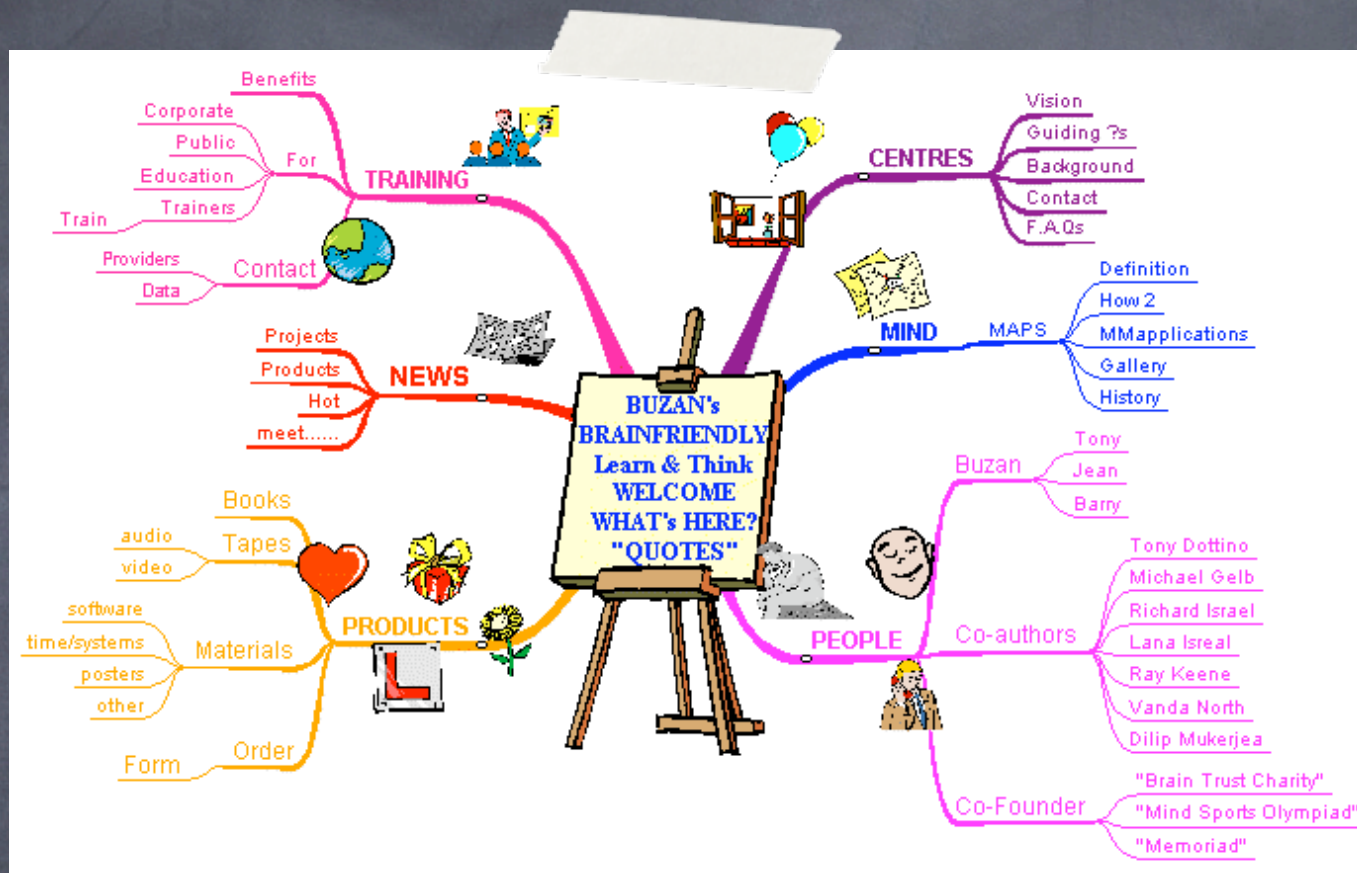 BUZAN's
BRAINFRIENDLY
Learn & Think
WELCOME
WHAT's HERE?
"QUOTES"
TRAINING
Benefits
For
Corporate
Public
Education
Trainers
Train
Contact
Providers
Data
NEWS
Projects
Products
Hot
meet......
PRODUCTS
Books
Tapes
audio
video
Materials
software
time/systems
posters
other
Order
Form
L
CENTRES
Vision
Guiding ?s
Background
Contact
F.A.Qs
MIND
MAPS
Definition
How 2
MMapplications
Gallery
History
PEOPLE
Buzan
Tony
Jean
Barry
Co-authors
Tony Dottino
Michael Gelb
Richard Israel
Lana Isreal
Ray Keene
Vanda North
Dilip Mukerjea
Co-Founder
"Brain Trust Charity"
"Mind Sports Olympiad"
"Memoriad"